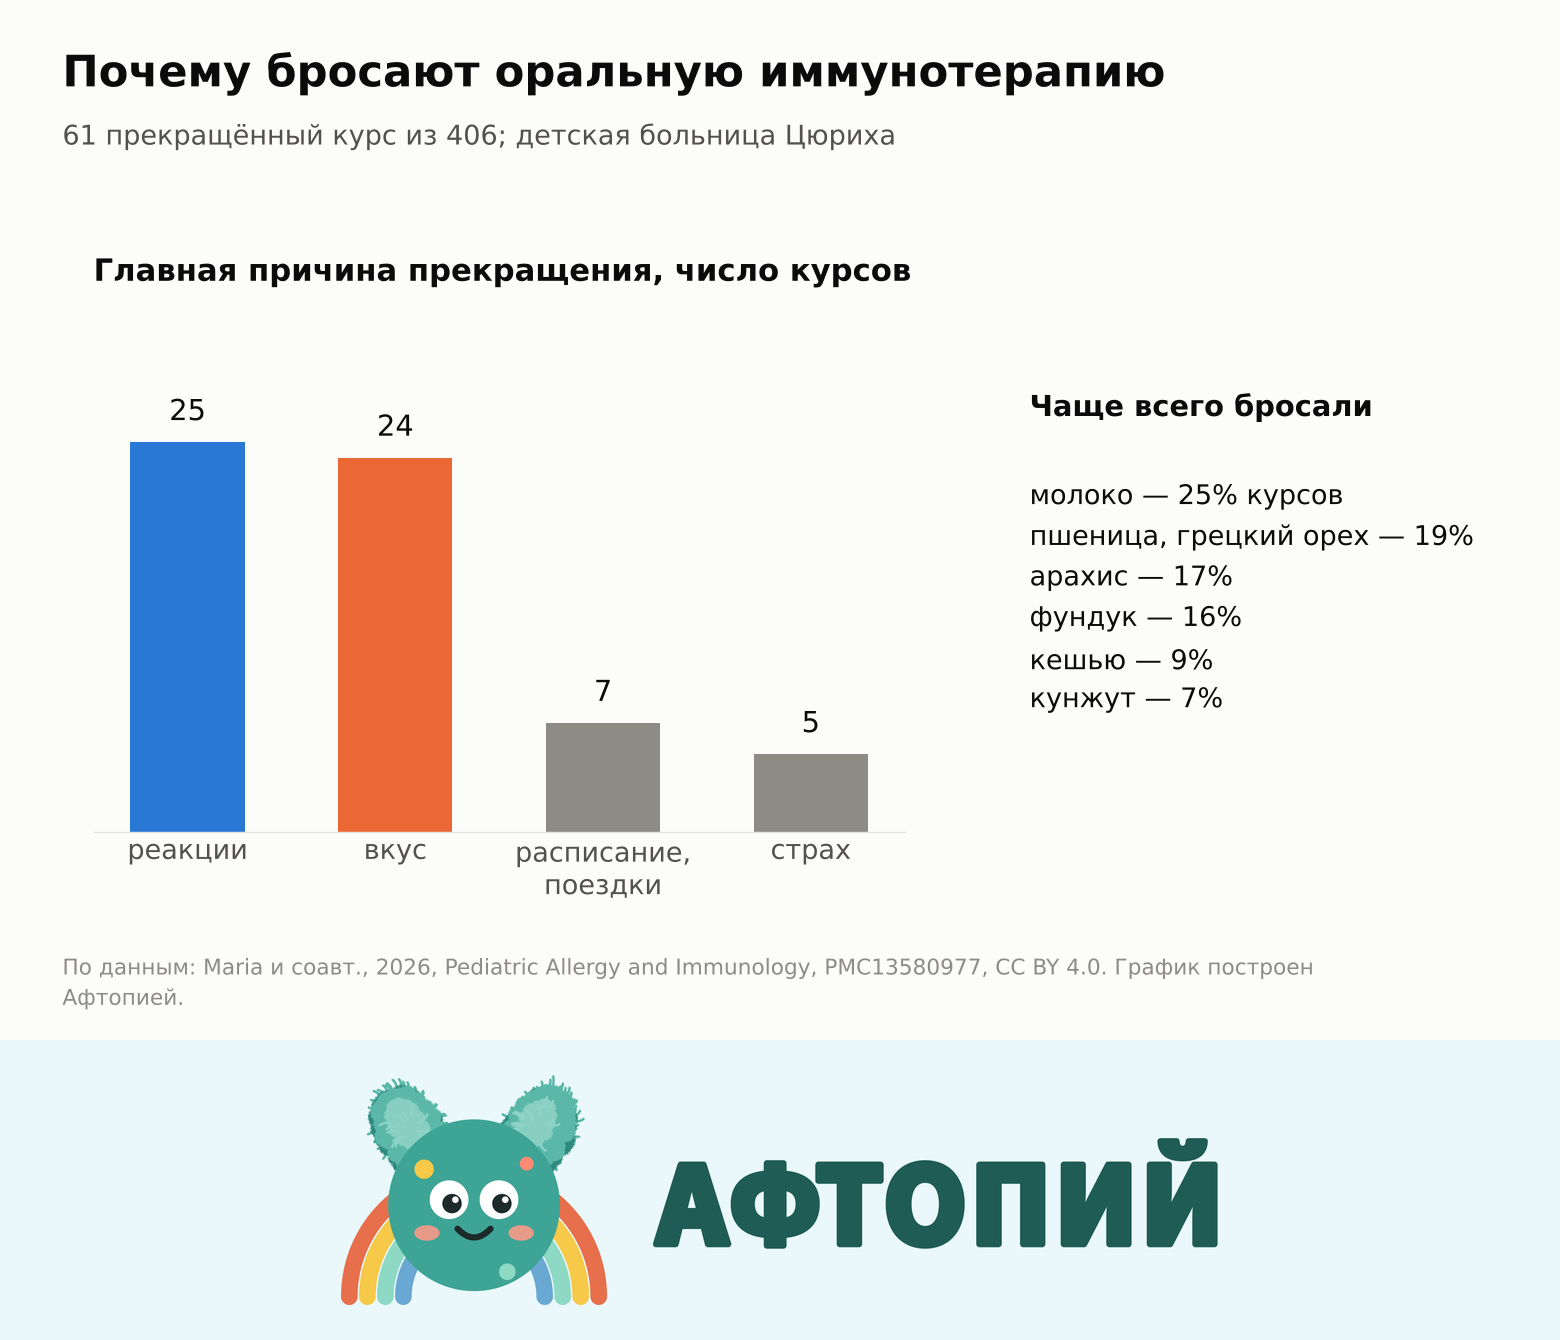 Почему бросают оральную иммунотерапию
61 прекращённый курс из 406; детская больница Цюриха
Главная причина прекращения, число курсов
25
24
7
5
реакции
вкус
расписание,
поездки
страх
Чаще всего бросали
молоко — 25% курсов
пшеница, грецкий орех — 19%
арахис — 17%
фундук — 16%
кешью — 9%
кунжут — 7%
По данным: Maria и соавт., 2026, Pediatric Allergy and Immunology, PMC13580977, CC BY 4.0. График построен
Афтопией.
АФТОПИЙ